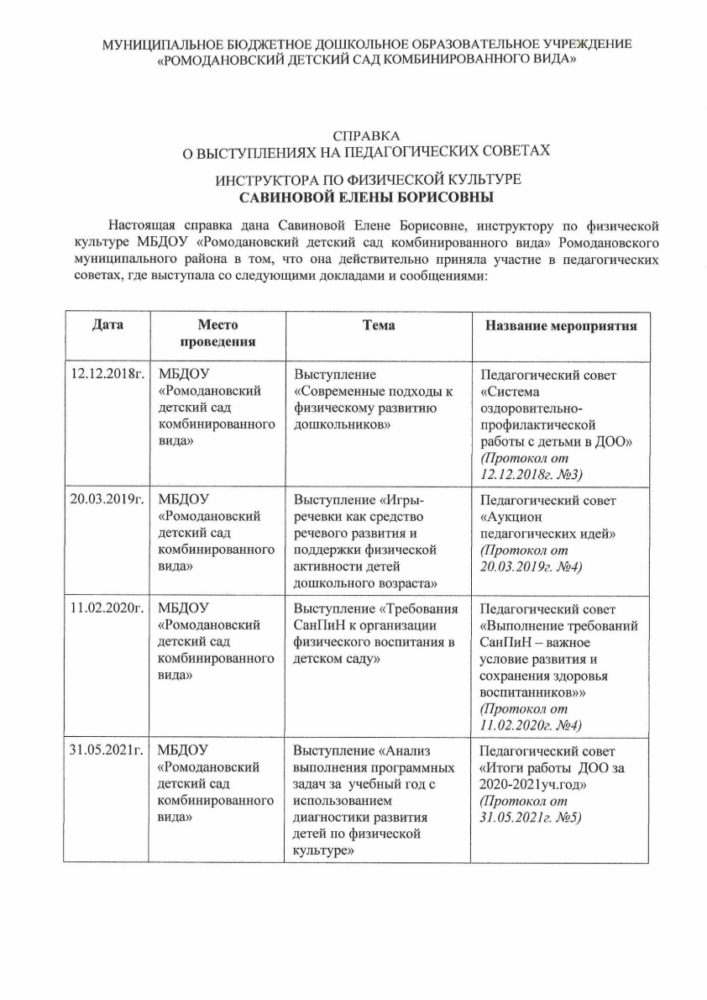 МУНИЦИПАЛЬНОЕ БЮДЖЕТНОЕ ДОШКОЛЬНОЕ ОБРАЗОВАТЕЛЬНОЕ УЧРЕЖДЕНИЕ
«РОМОДАНОВСКИЙ ДЕТСКИЙ САД КОМБИНИРОВАННОГО ВИДА»
СПРАВКА
О ВЫСТУПЛЕНИЯХ НА ПЕДАГОГИЧЕСКИХ СОВЕТАХ
ИНСТРУКТОРА ПО ФИЗИЧЕСКОЙ КУЛЬТУРЕ
САВИНОВОЙ ЕЛЕНЫ БОРИСОВНЫ
Настоящая справка дана Савиновой Елене Борисовне, инструктору по физической
культуре МБДОУ «Ромодановский детский сад комбинированного вида» Ромодановского
муниципального района в том, что она действительно приняла участие в педагогических
советах, где выступала со следующими докладами и сообщениями:
Дата
Место
проведения
Тема
Название мероприятия
12.12.2018г.
МБДОУ
«Ромодановский
детский сад
комбинированного
вида»
Выступление
«Современные подходы к
физическому развитию
дошкольников»
Педагогический совет
«Система
оздоровительно-
профилактической
работы с детьми в ДОО»
(Протокол от
12.12.2018г. №3)
20.03.2019г.
МБДОУ
«Ромодановский
детский сад
комбинированного
вида»
Выступление «Игры-
речевки как средство
речевого развития и
поддержки физической
активности детей
дошкольного возраста»
Педагогический совет
«Аукцион
педагогических идей»
(Протокол от
20.03.2019г. №4)
11.02.2020г.
МБДОУ
«Ромодановский
детский сад
комбинированного
вида»
Выступление «Требования
СанПиН к организации
физического воспитания в
детском саду»
Педагогический совет
«Выполнение требований
СанПиН – важное
условие развития и
сохранения здоровья
воспитанников»»
(Протокол от
11.02.2020г. №4)
31.05.2021г.
МБДОУ
«Ромодановский
детский сад
комбинированного
вида»
Выступление «Анализ
выполнения программных
задач за учебный год с
использованием
диагностики развития
детей по физической
культуре»
Педагогический совет
«Итоги работы ДОО за
2020-2021уч.год»
(Протокол от
31.05.2021г. №5)